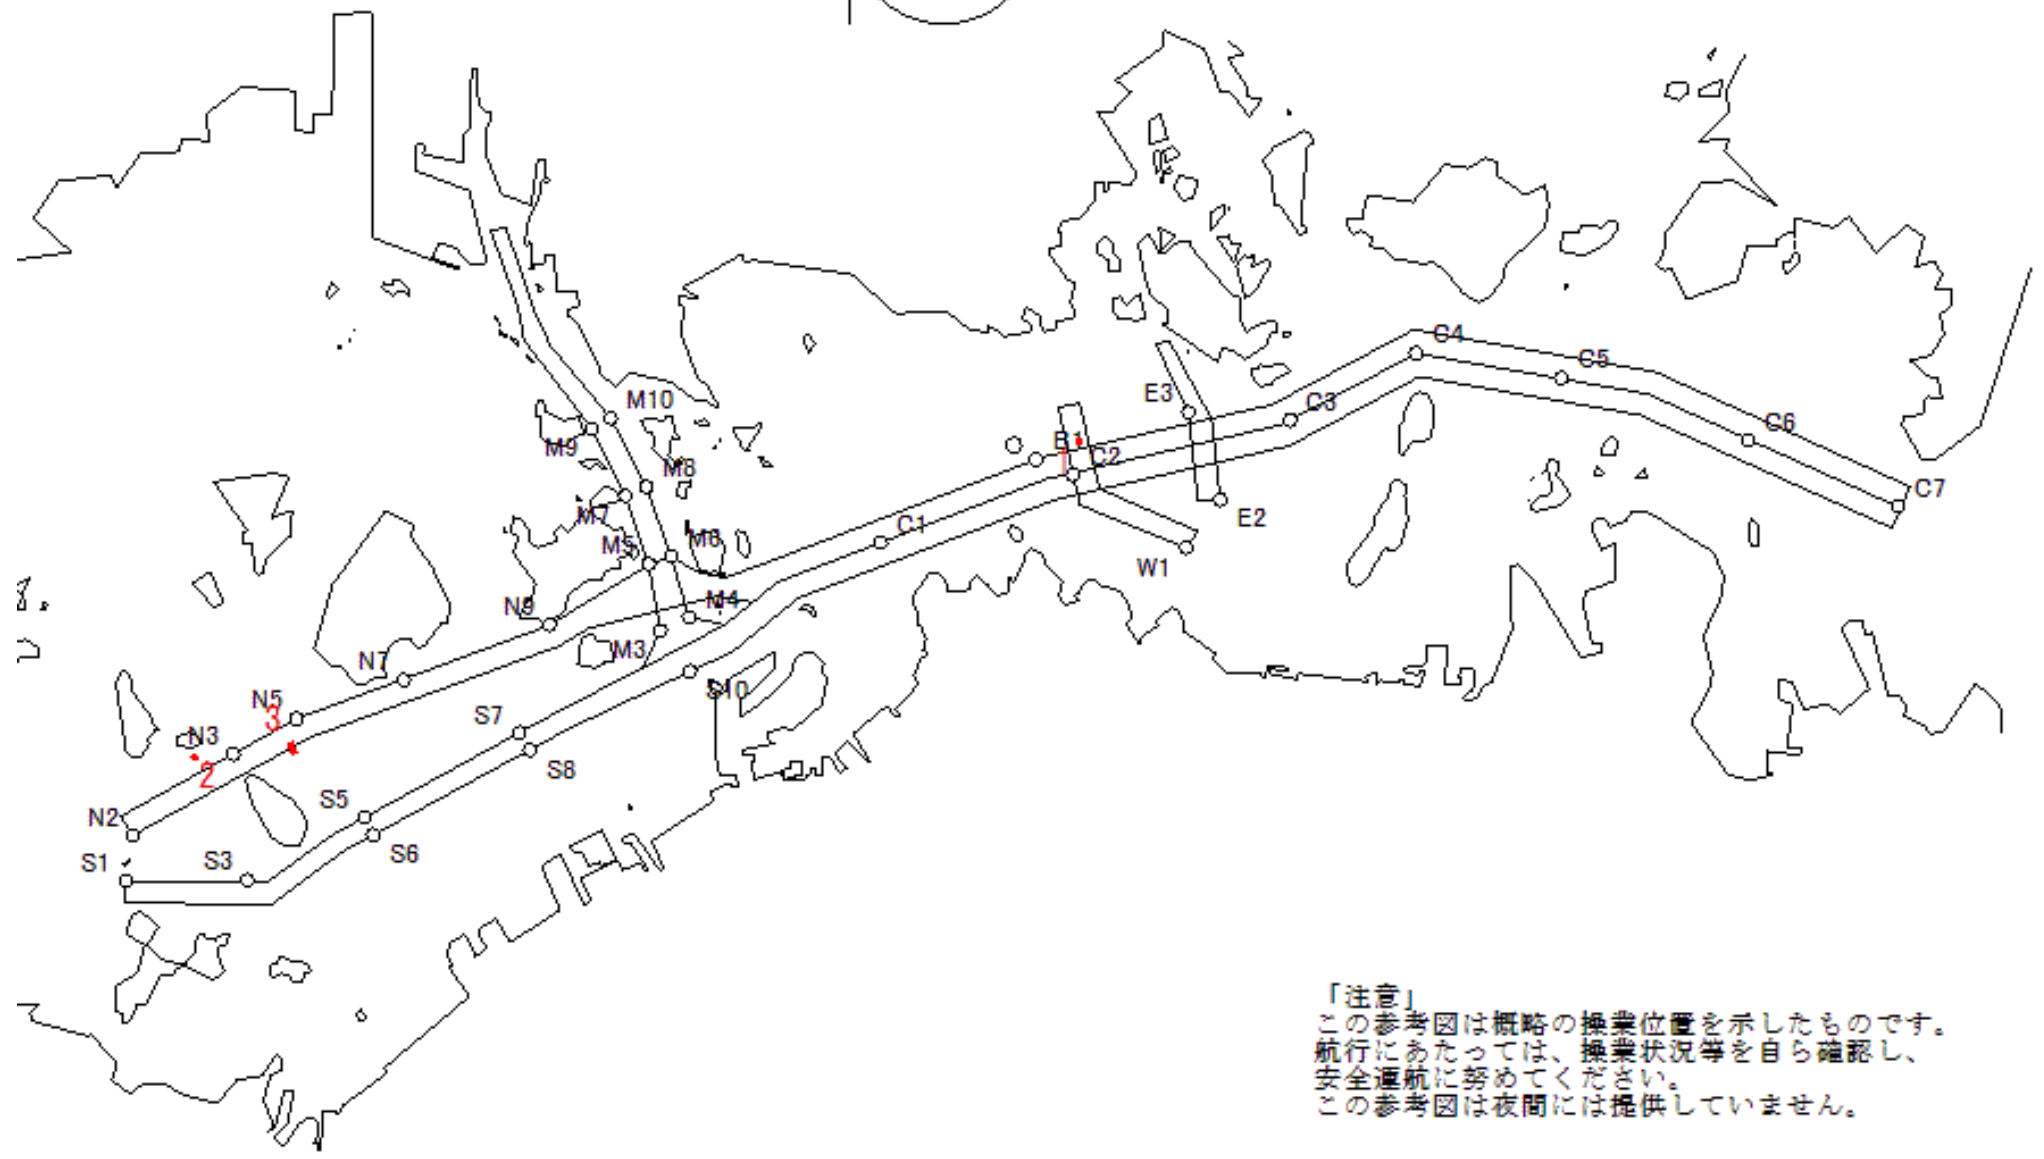 C4
C5
M10
E3
C3
C6
M9
B1
1
C2
M8
C7
M7
E2
C1
M5
M6
W1
N9
M4
M3
N7
S10
N5
3
S7
N3
2
S8
S5
N2
S6
S1
S3
「注意」
この参考図は概略の操業位置を示したものです。
航行にあたっては、操業状況等を自ら確認し、
安全運航に努めてください。
この参考図は夜間には提供していません。